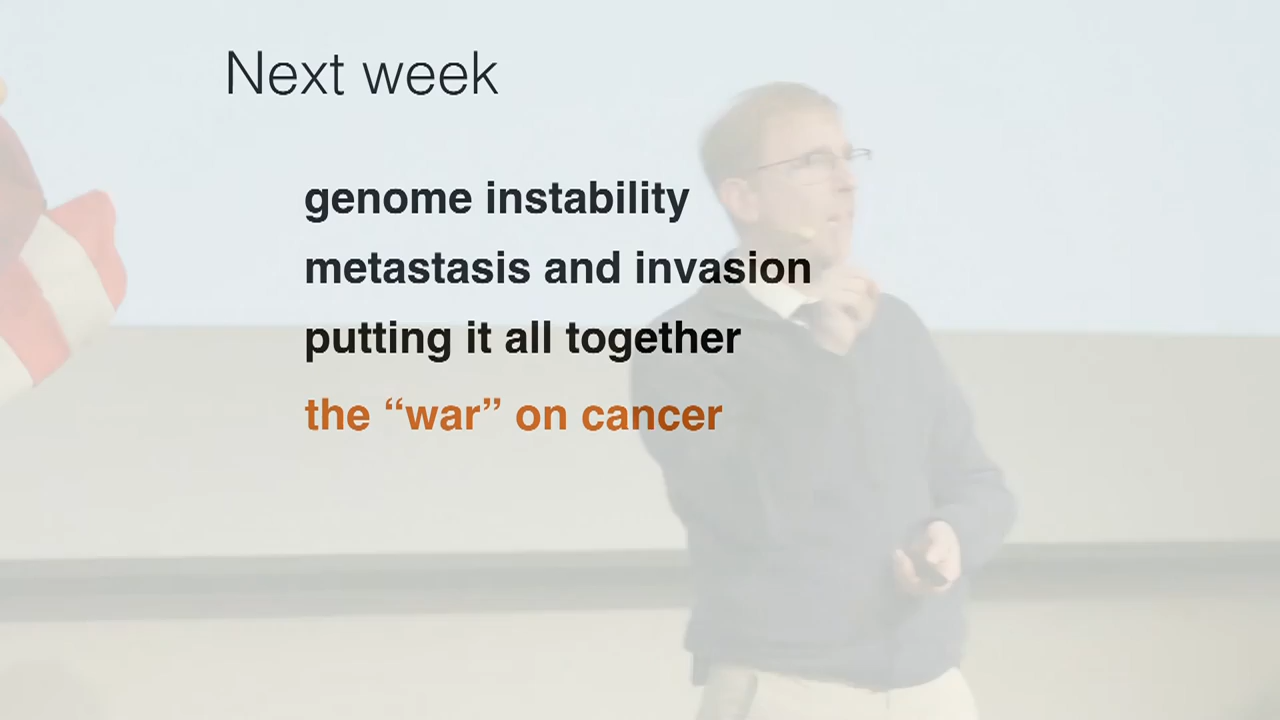 Next week
genome instability
metastasis and invasion
putting it all together
the “war” on cancer